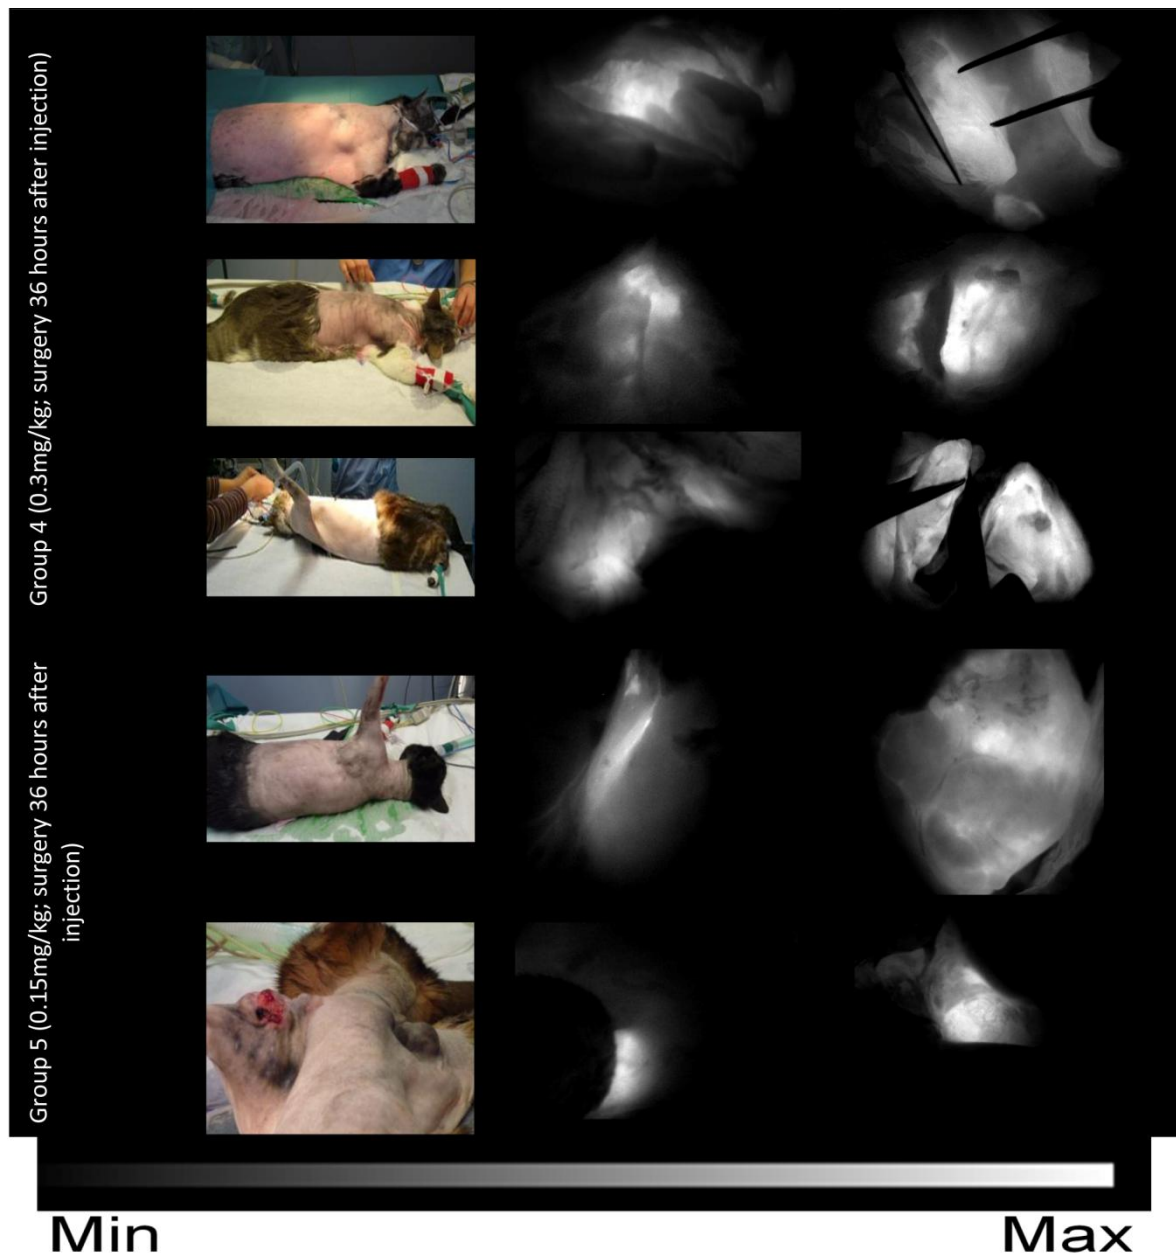 Group 4 (0.3mg/kg; surgery 36 hours after injection)
Group 5 (0.15mg/kg; surgery 36 hours after
injection)
Min
Max